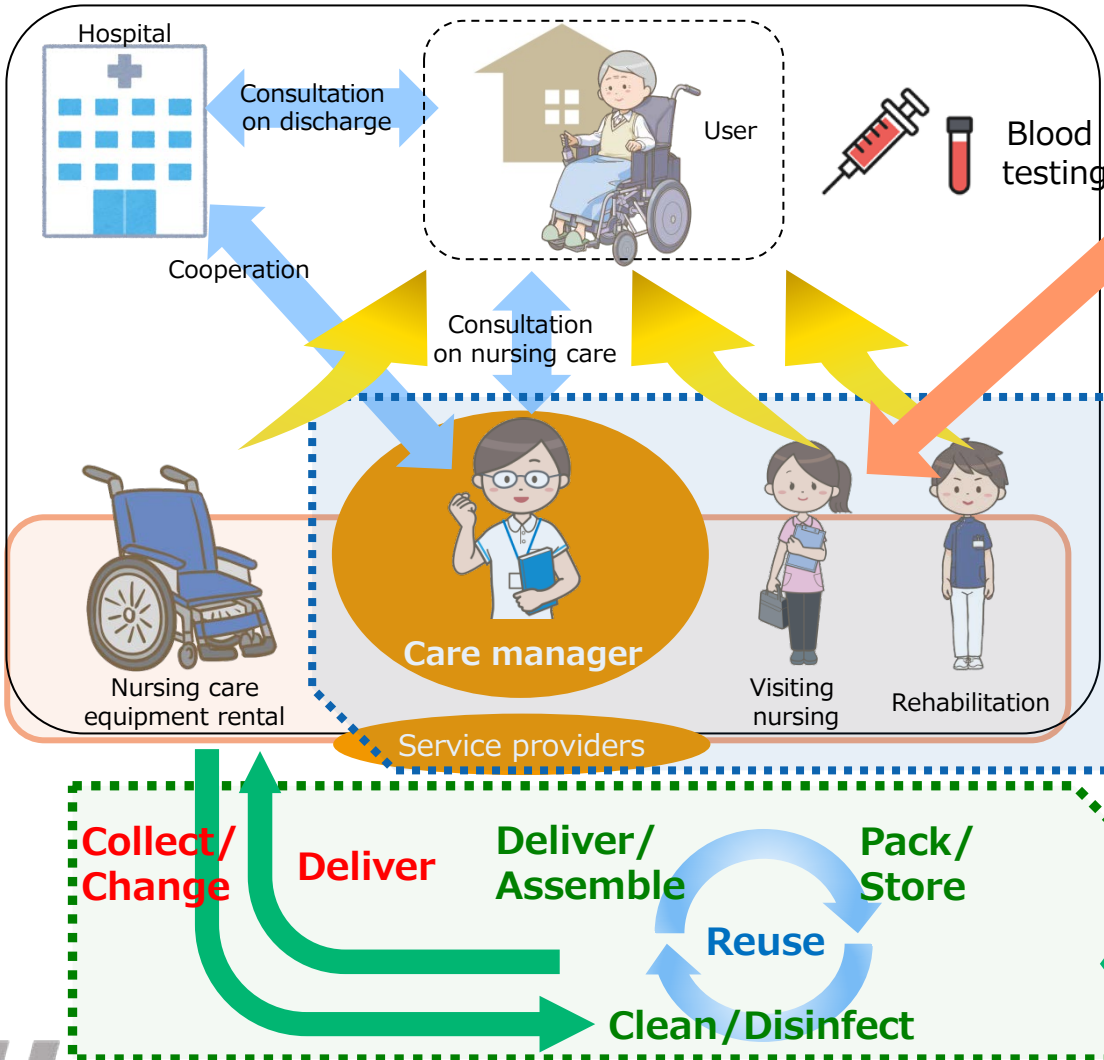 Hospital
Consultation
on discharge
User
Blood
testing
Cooperation
Consultation
on nursing care
Care manager
Nursing care
equipment rental
Visiting
nursing
Rehabilitation
Service providers
Collect/
Change
Deliver
Deliver/
Assemble
Pack/
Store
Reuse
Clean/Disinfect